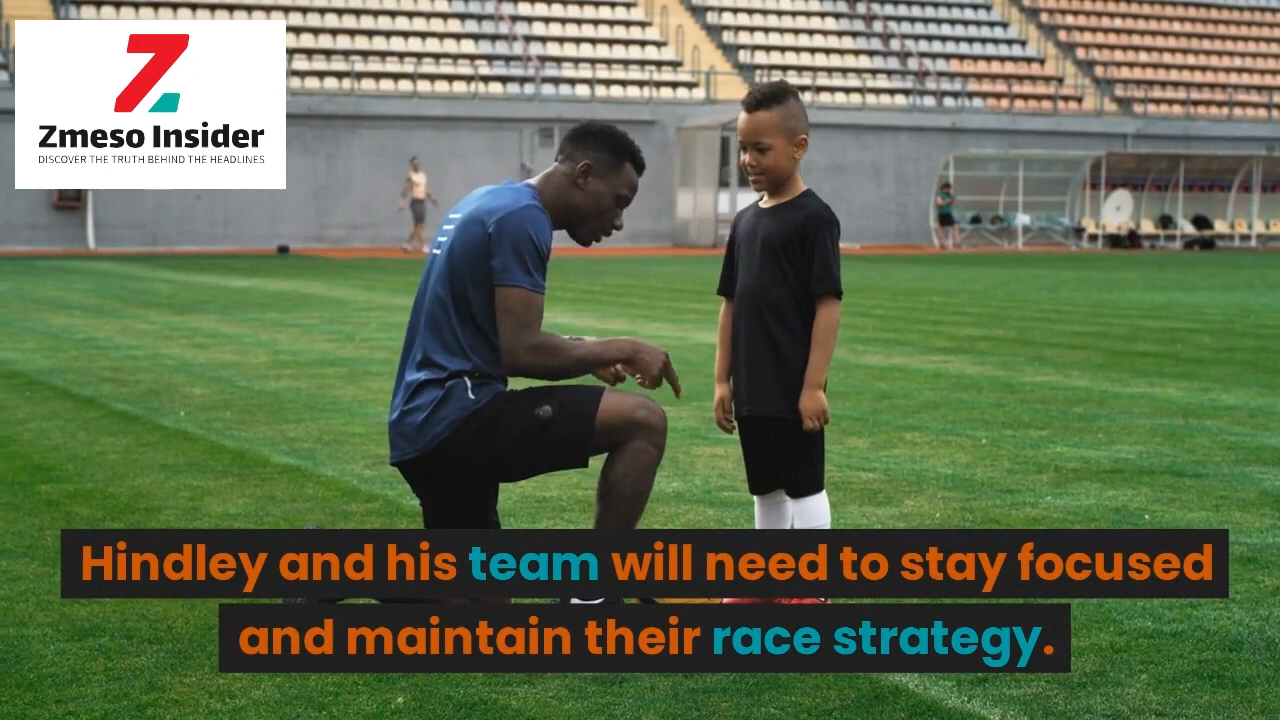 Zmeso Insider
DISCOVER THE TRUTH BEHIND THE HEADLINES
Hindley and his team will need to stay focused
and maintain their race strategy.